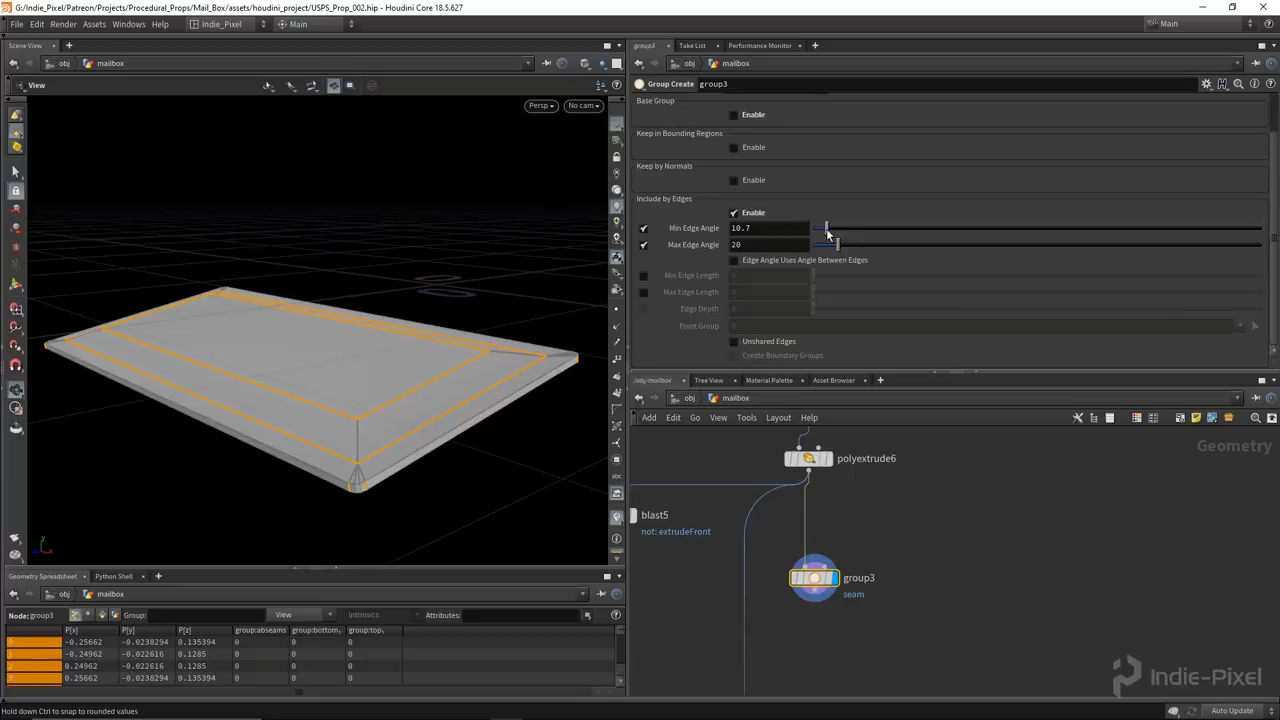 G:/Indie_Pixel/Patreon/Projects/Procedural_Props/Mail_Box/assets/houdini_project/USPS_Prop_002.hip - Houdini Core 18.5.627
File Edit Render Assets Windows Help Indie_Pixel Main Main
Scene View
obj mailbox
View
Persp No cam
group3 Take List Performance Monitor
obj mailbox
Group Create group3
Base Group
Enable
Keep in Bounding Regions
Enable
Keep by Normals
Enable
Include by Edges
Enable
Min Edge Angle 10.7
Max Edge Angle 20
Edge Angle Uses Angle Between Edges
Min Edge Length 0
Max Edge Length 0
Edge Depth 0
Point Group 0
Unshared Edges
Create Boundary Groups
/obj/mailbox Tree View Material Palette Asset Browser
obj mailbox
Add Edit Go View Tools Layout Help
Geometry
polyextrude6
blast5
not: extrudeFront
group3
seam
Geometry Spreadsheet Python Shell
obj mailbox
Node: group3 Group: View Intrinsics Attributes:
P[x] P[y] P[z] group:abseams group:bottom group:top
0 -0.25662 -0.0238294 0.135394 0 0 0
1 -0.24962 -0.022616 0.1285 0 0 0
2 0.24962 -0.022616 0.1285 0 0 0
3 0.25662 -0.0238294 0.135394 0 0 0
Indie-Pixel
Hold down Ctrl to snap to rounded values
Auto Update